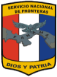 SERVICIO NACIONAL
DE FRONTERAS
DIOS Y PATRIA